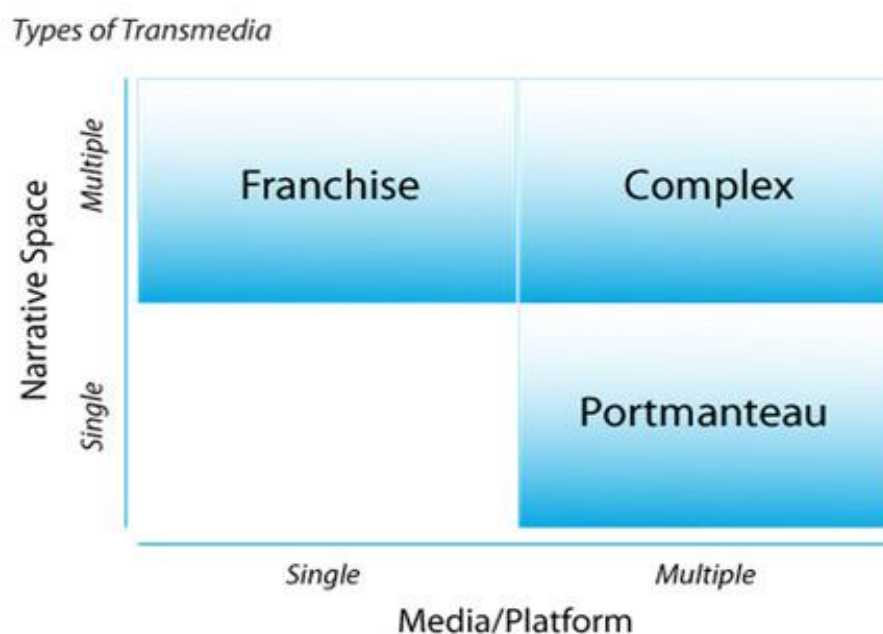 Types of Transmedia
Multiple
Franchise
Complex
Narrative Space
Single
Portmanteau
Single
Multiple
Media/Platform